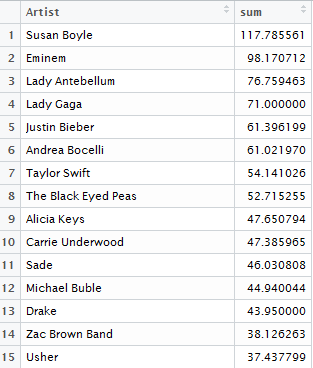 Artist sum
1 Susan Boyle 117.785561
2 Eminem 98.170712
3 Lady Antebellum 76.759463
4 Lady Gaga 71.000000
5 Justin Bieber 61.396199
6 Andrea Bocelli 61.021970
7 Taylor Swift 54.141026
8 The Black Eyed Peas 52.715255
9 Alicia Keys 47.650794
10 Carrie Underwood 47.385965
11 Sade 46.030808
12 Michael Buble 44.940044
13 Drake 43.950000
14 Zac Brown Band 38.126263
15 Usher 37.437799